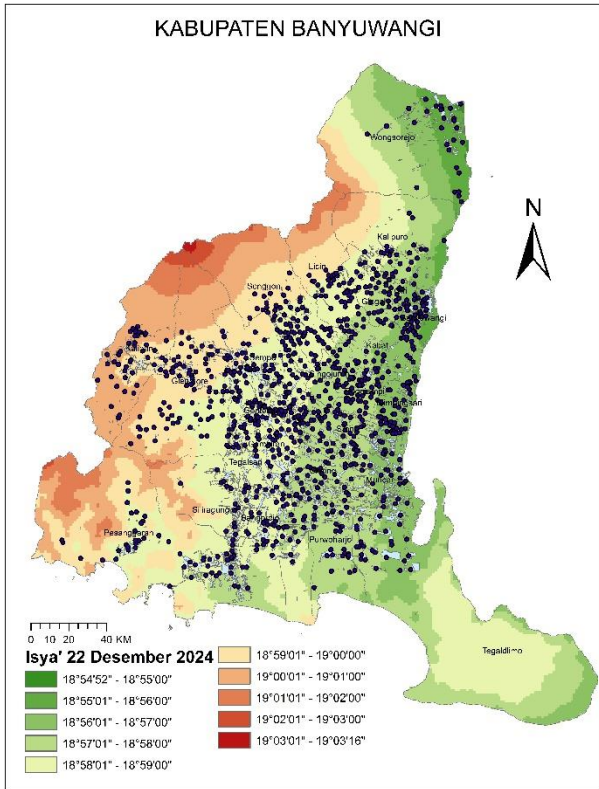 KABUPATEN BANYUWANGI
Wongsorejo
N
Kalipuro
Licin
Songgon
Kabat
Tegalsari
Muncar
Siliragung
Pesanggaran
Purwoharjo
Tegaldlimo
0 10 20 40 KM
Isya' 22 Desember 2024
18°54'52" - 18°55'00"
18°55'01" - 18°56'00"
18°56'01" - 18°57'00"
18°57'01" - 18°58'00"
18°58'01" - 18°59'00"
18°59'01" - 19°00'00"
19°00'01" - 19°01'00"
19°01'01" - 19°02'00"
19°02'01" - 19°03'00"
19°03'01" - 19°03'16"